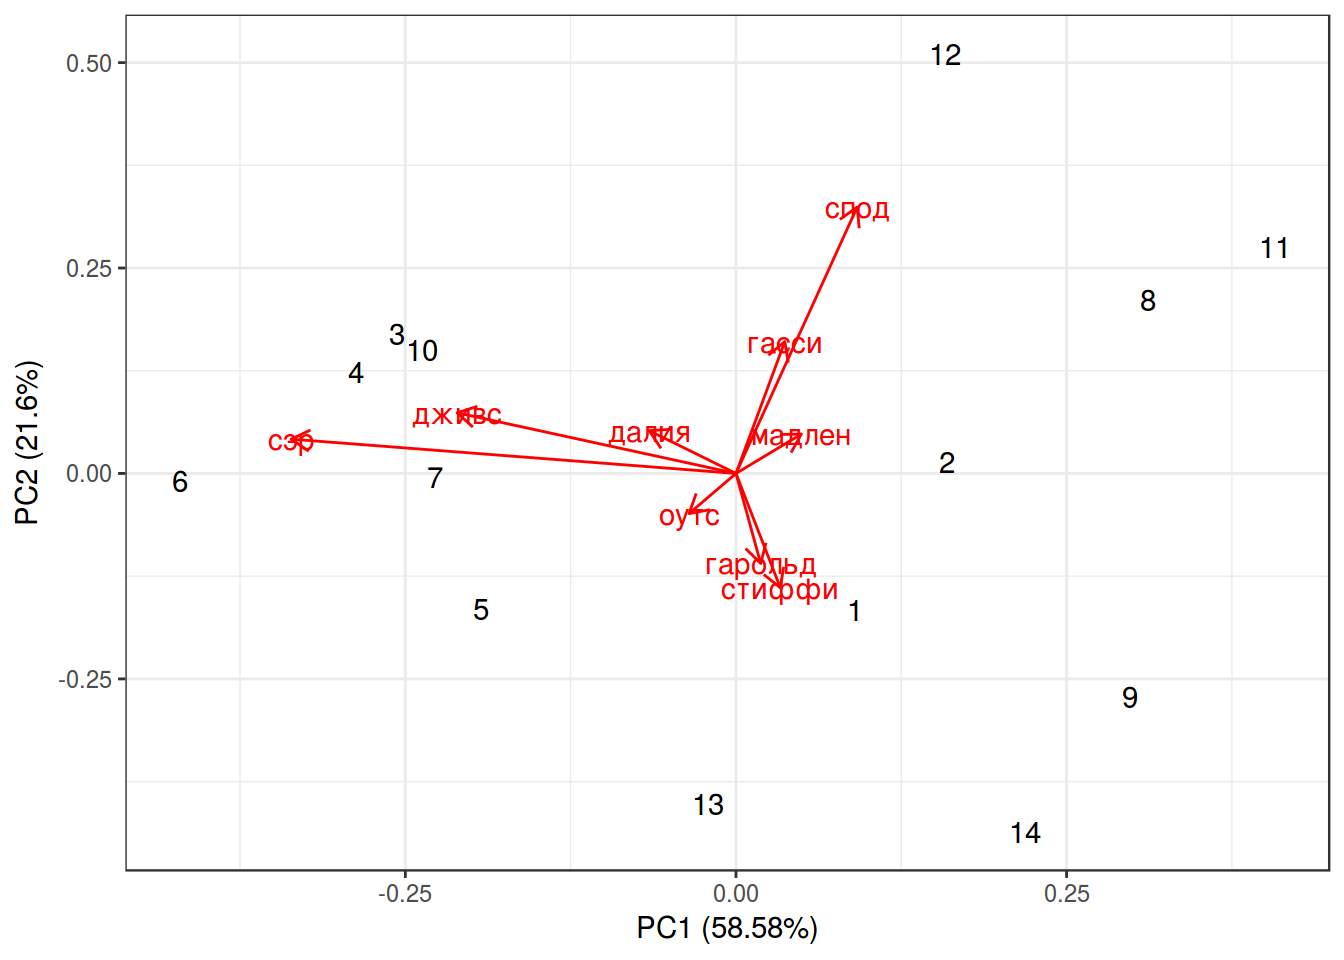 12
0.50
спод
11
0.25
8
3
10
гасси
4
дживс
далия
мадлен
сэр
2
0.00
7
6
оутс
гарольд
стиффи
5
1
-0.25
9
13
14
-0.25 0.00 0.25
PC1 (58.58%)
PC2 (21.6%)